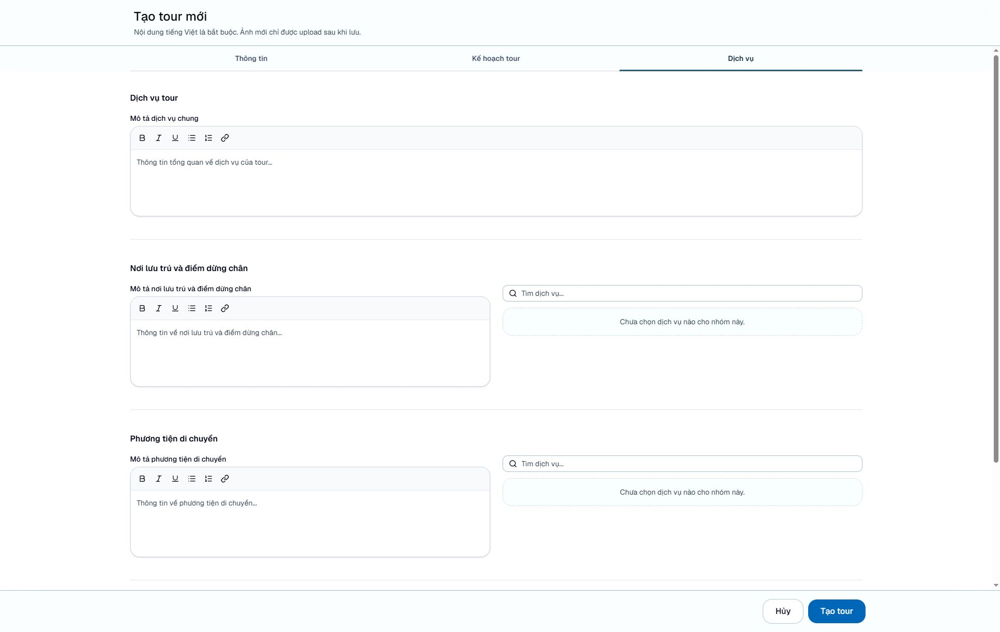 Tạo tour mới
Nội dung tiếng Việt là bắt buộc. Ảnh mới chỉ được upload sau khi lưu.
Thông tin
Kế hoạch tour
Dịch vụ
Dịch vụ tour
Mô tả dịch vụ chung
Thông tin tổng quan về dịch vụ của tour...
Nơi lưu trú và điểm dừng chân
Mô tả nơi lưu trú và điểm dừng chân
Tìm dịch vụ...
Chưa chọn dịch vụ nào cho nhóm này.
Thông tin về nơi lưu trú và điểm dừng chân...
Phương tiện di chuyển
Mô tả phương tiện di chuyển
Tìm dịch vụ...
Chưa chọn dịch vụ nào cho nhóm này.
Thông tin về phương tiện di chuyển...
Hủy
Tạo tour